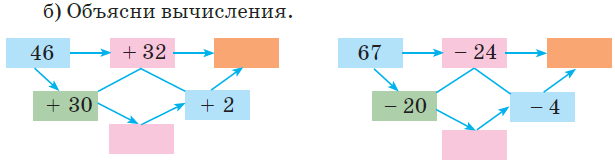 б) Объясни вычисления.
46 + 32 67 − 24
+ 30 + 2 − 20 − 4